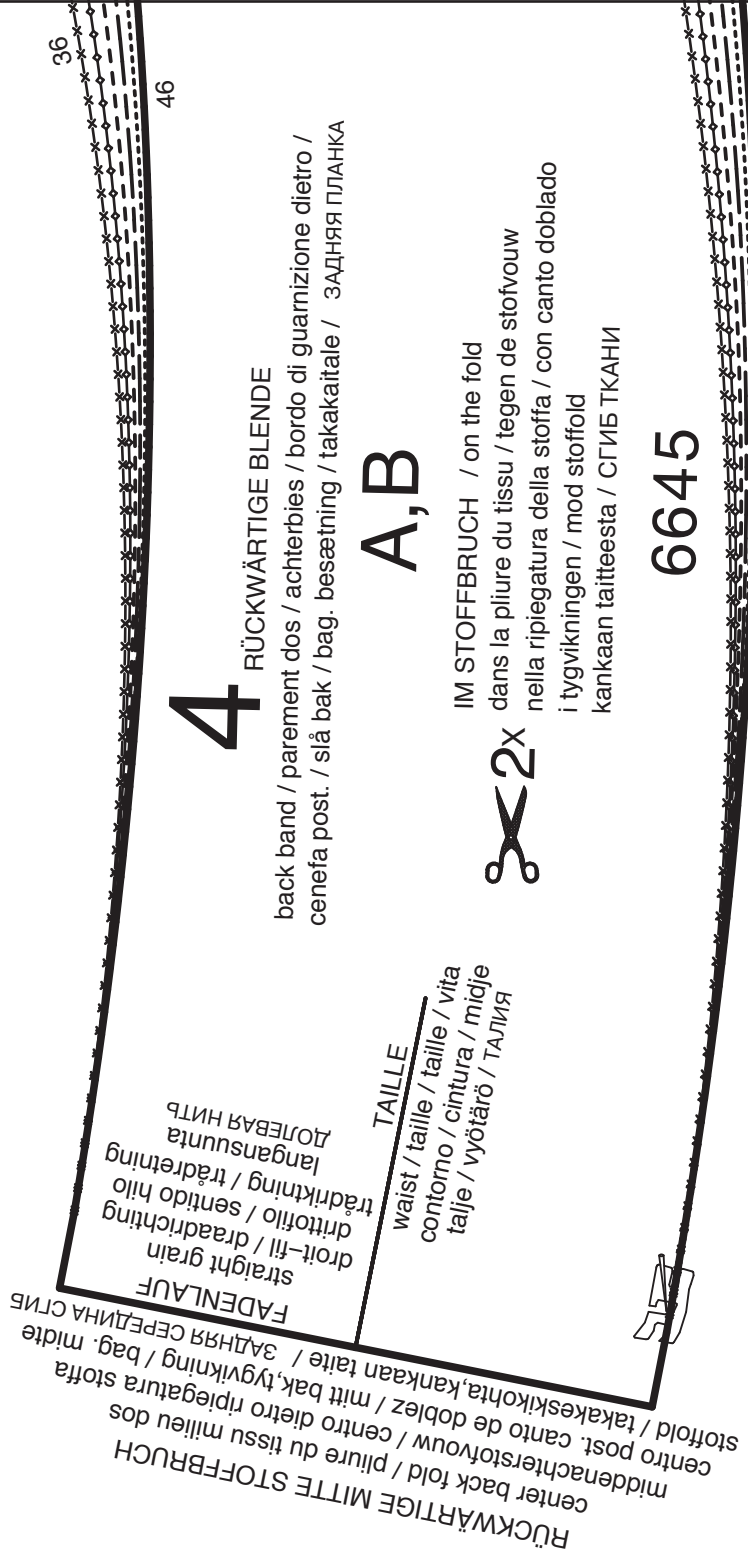 36
46
4
RÜCKWÄRTIGE BLENDE
back band / parement dos / achterbies / bordo di guarnizione dietro /
cenefa post. / slå bak / bag. besætning / takakaitale / ЗАДНЯЯ ПЛАНКА
A,B
2x
IM STOFFBRUCH / on the fold
dans la pliure du tissu / tegen de stofvouw
nella ripiegatura della stoffa / con canto doblado
i tygvikningen / mod stoffold
kankaan taitteesta / СГИБ ТКАНИ
6645
TAILLE
waist / taille / taille / vita
contorno / cintura / midje
talje / vyötärö / ТАЛИЯ
FADENLAUF
straight grain
droit–fil / draadrichting
drittofilo / sentido hilo
trådriktning / trådretning
langansuunta
ДОЛЕВАЯ НИТЬ
RÜCKWÄRTIGE MITTE STOFFBRUCH
center back fold / pliure du tissu milieu dos
middenachterstofvouw / centro dietro ripiegatura stoffa
centro post. canto de doblez / mitt bak,tygvikning / bag. midte
stoffold / takakeskikohta,kankaan taite / ЗАДНЯЯ СЕРЕДИНА СГИБ